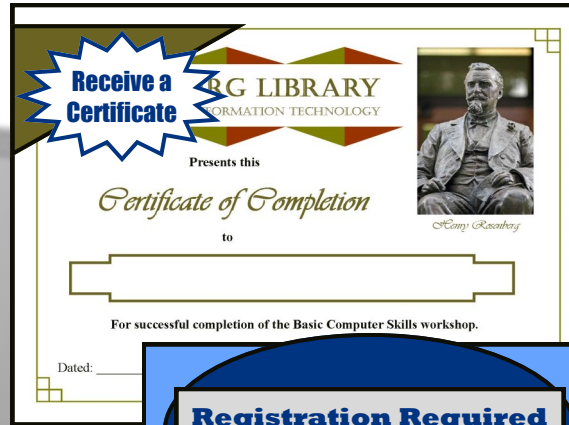 Receive a
Certificate
RG LIBRARY
FORMATION TECHNOLOGY
Presents this
Certificate of Completion
to
Henry Rosenberg
For successful completion of the Basic Computer Skills workshop.
Dated:
Registration Required